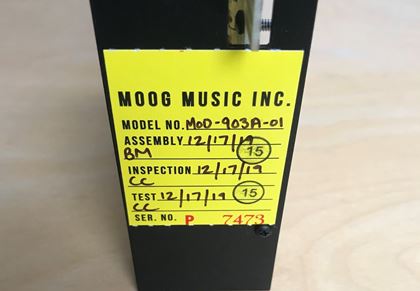 MOOG MUSIC INC.
MODEL NO. MOD-903A-01
ASSEMBLY 12/17/19
BM 15
INSPECTION 12/17/19
CC
TEST 12/17/19 15
CC
SER. NO. P 7473